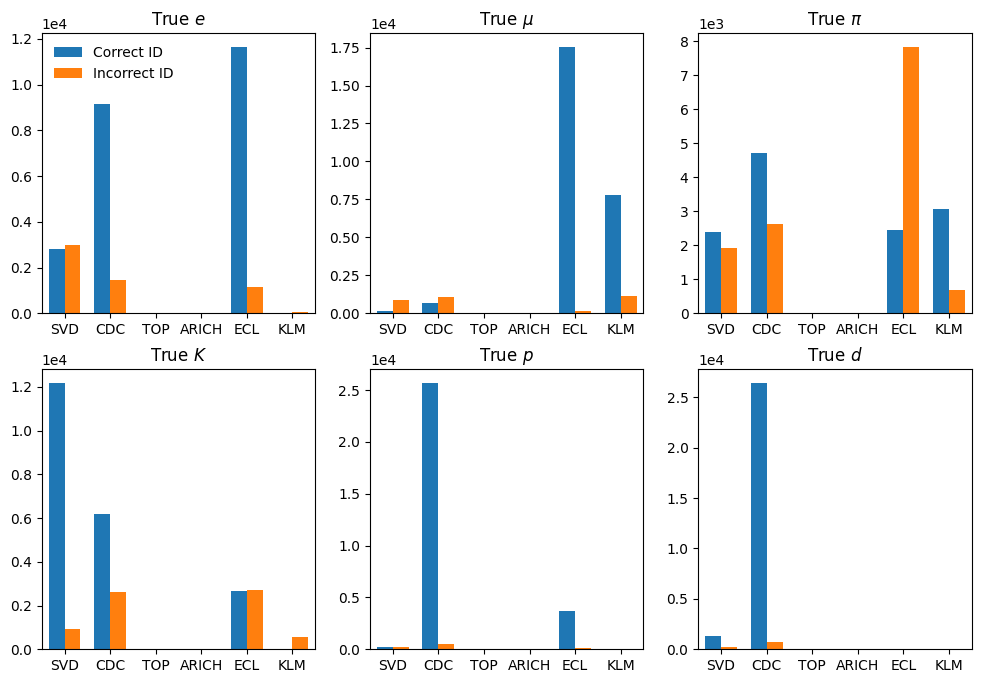 True e
1e4
1.2
1.0
0.8
0.6
0.4
0.2
0.0
Correct ID
Incorrect ID
SVD CDC TOP ARICH ECL KLM
True μ
1e4
1.75
1.50
1.25
1.00
0.75
0.50
0.25
0.00
SVD CDC TOP ARICH ECL KLM
True π
1e3
8
7
6
5
4
3
2
1
0
SVD CDC TOP ARICH ECL KLM
True K
1e4
1.2
1.0
0.8
0.6
0.4
0.2
0.0
SVD CDC TOP ARICH ECL KLM
True p
1e4
2.5
2.0
1.5
1.0
0.5
0.0
SVD CDC TOP ARICH ECL KLM
True d
1e4
2.5
2.0
1.5
1.0
0.5
0.0
SVD CDC TOP ARICH ECL KLM